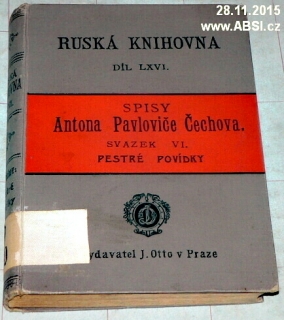 28.11.2015
www.ABSI.cz
RUSKÁ KNIHOVNA
DÍL LXVI.
SPISY
Antona Pavloviče Čechova.
SVAZEK VI.
PESTRÉ POVÍDKY
J. Otto v Praze